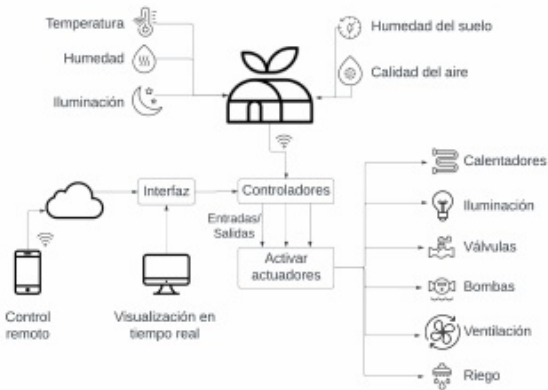 Temperatura
Humedad
Iluminación
Humedad del suelo
Calidad del aire
Interfaz
Controladores
Entradas/
Salidas
Activar
actuadores
Control
remoto
Visualización en
tiempo real
Calentadores
Iluminación
Válvulas
Bombas
Ventilación
Riego